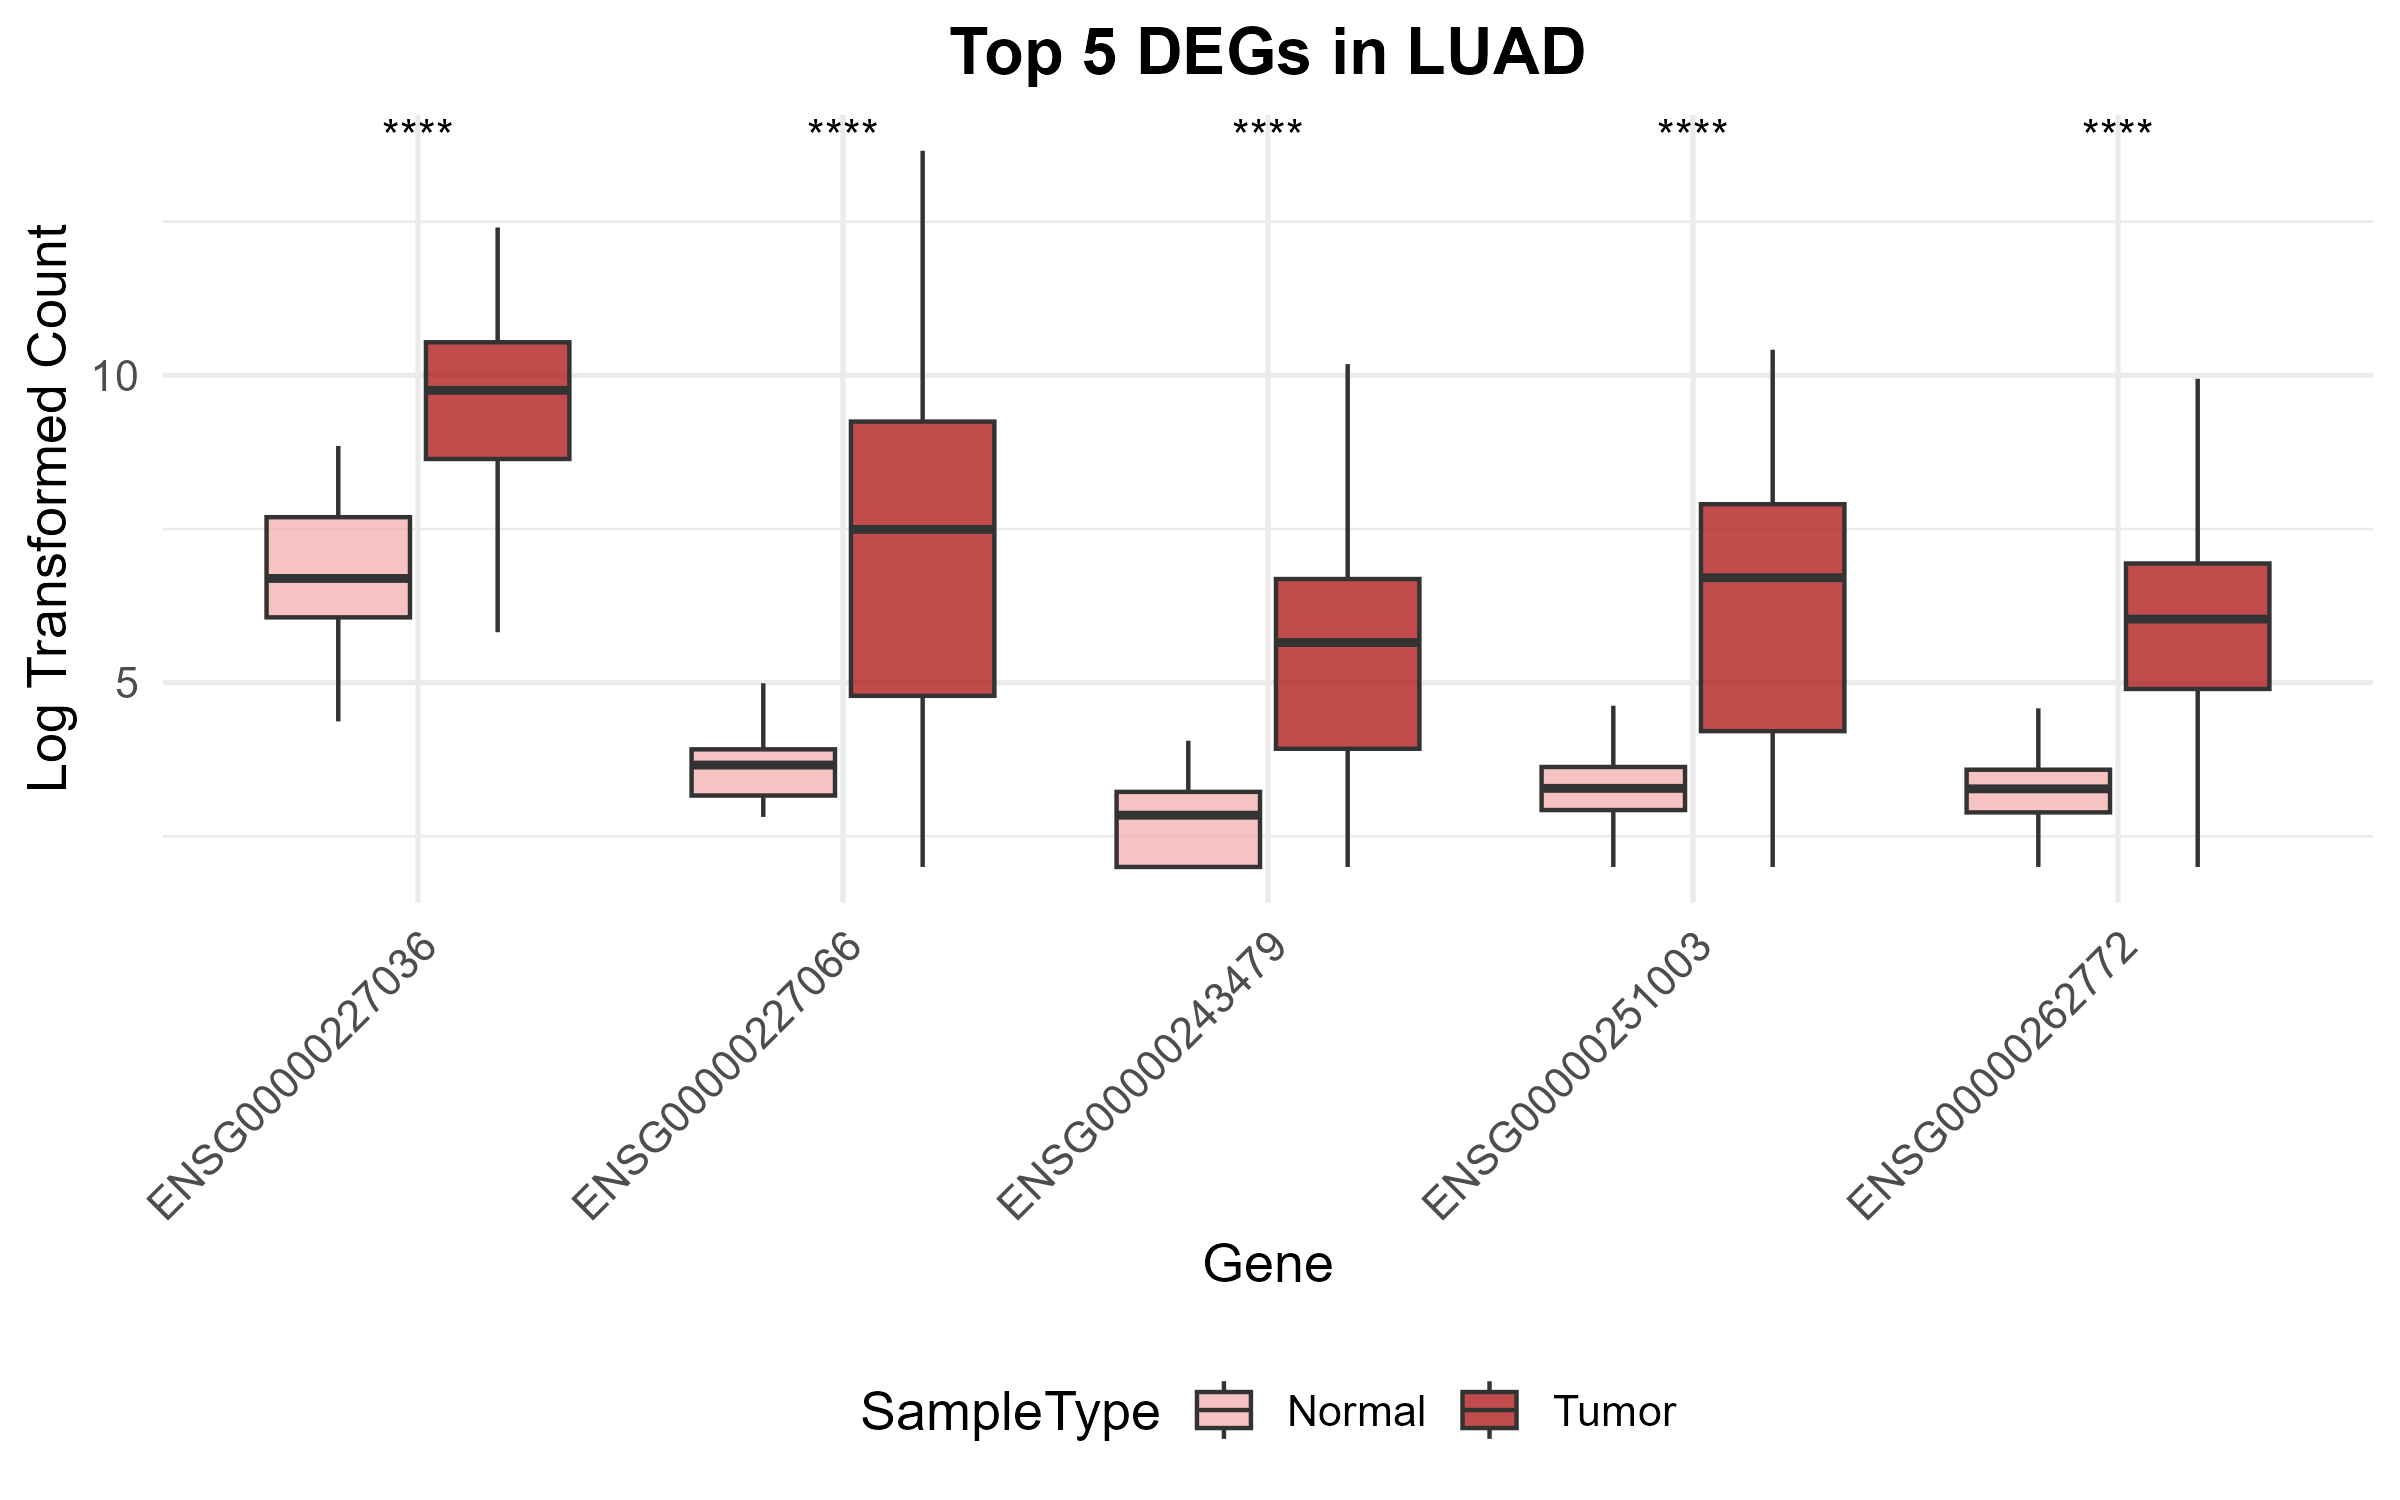 Top 5 DEGs in LUAD
**** **** **** **** ****
Log Transformed Count
10
5
ENSG00000227036
ENSG00000227066
ENSG00000243479
ENSG00000251003
ENSG00000262772
Gene
SampleType Normal Tumor